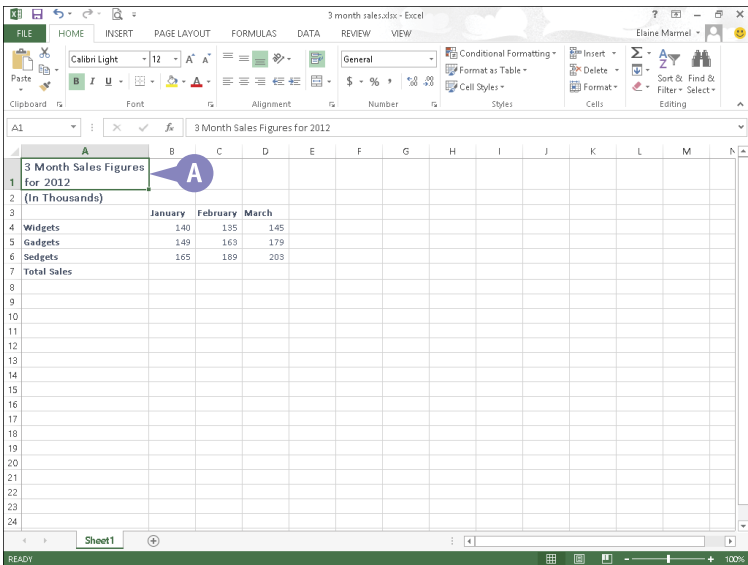 3 month sales.xlsx - Excel
FILE HOME INSERT PAGE LAYOUT FORMULAS DATA REVIEW VIEW Elaine Marmel
Paste
Calibri Light 12 A A
B I U A
General
$ % , .00 .00
Conditional Formatting
Format as Table
Cell Styles
Insert
Delete
Format
Sort & Filter
Find & Select
Clipboard Font Alignment Number Styles Cells Editing
A1 fx 3 Month Sales Figures for 2012
A B C D E F G H I J K L M N
1 3 Month Sales Figures
for 2012
A
2 (In Thousands)
3 January February March
4 Widgets 140 135 145
5 Gadgets 149 163 179
6 Sedgets 165 189 203
7 Total Sales
8
9
10
11
12
13
14
15
16
17
18
19
20
21
22
23
24
Sheet1
READY 100%